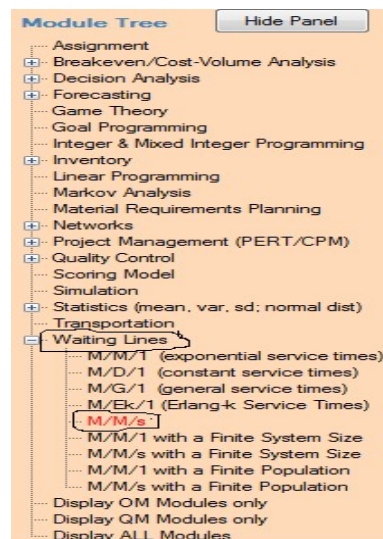 Module Tree
Hide Panel
Assignment
Breakeven/Cost-Volume Analysis
Decision Analysis
Forecasting
Game Theory
Goal Programming
Integer & Mixed Integer Programming
Inventory
Linear Programming
Markov Analysis
Material Requirements Planning
Networks
Project Management (PERT/CPM)
Quality Control
Scoring Model
Simulation
Statistics (mean, var, sd; normal dist)
Transportation
Waiting Lines
M/M/1 (exponential service times)
M/D/1 (constant service times)
M/G/1 (general service times)
M/Ek/1 (Erlang-k Service Times)
M/M/s
M/M/1 with a Finite System Size
M/M/s with a Finite System Size
M/M/1 with a Finite Population
M/M/s with a Finite Population
Display OM Modules only
Display QM Modules only
Display ALL Modules